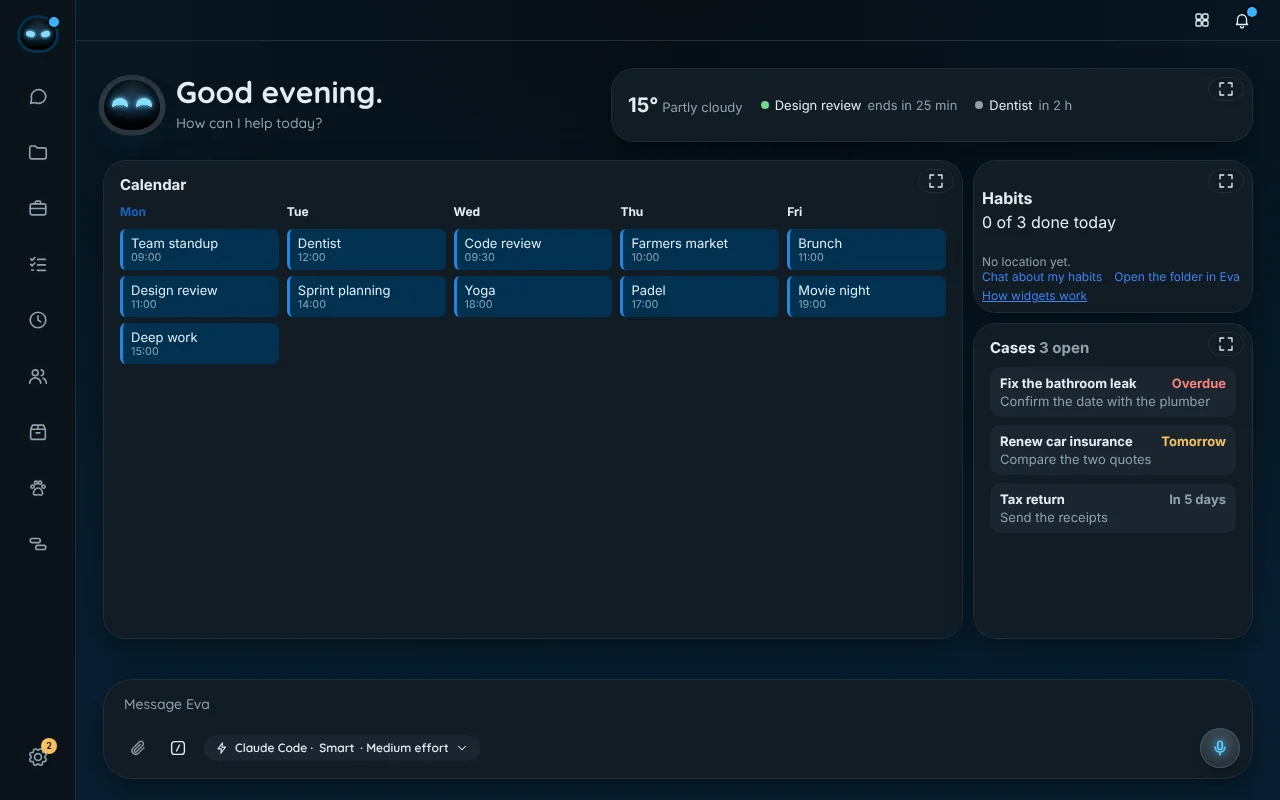 Good evening.
How can I help today?
15° Partly cloudy Design review ends in 25 min Dentist in 2 h
Calendar
Mon Tue Wed Thu Fri
Team standup
09:00
Dentist
12:00
Code review
09:30
Farmers market
10:00
Brunch
11:00
Design review
11:00
Sprint planning
14:00
Yoga
18:00
Padel
17:00
Movie night
19:00
Deep work
15:00
Habits
0 of 3 done today
No location yet.
Chat about my habits Open the folder in Eva
How widgets work
Cases 3 open
Fix the bathroom leak Overdue
Confirm the date with the plumber
Renew car insurance Tomorrow
Compare the two quotes
Tax return In 5 days
Send the receipts
Message Eva
Claude Code · Smart · Medium effort
2